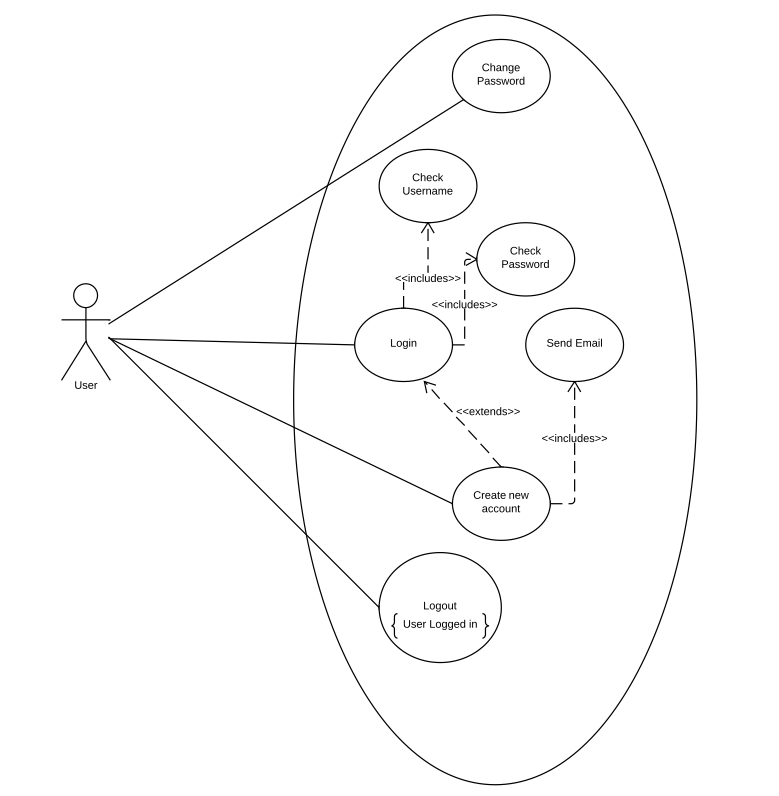 Change
Password
Check
Username
Check
Password
<<includes>>
<<includes>>
Login
Send Email
User
<<extends>>
<<includes>>
Create new
account
Logout
{ User Logged in }